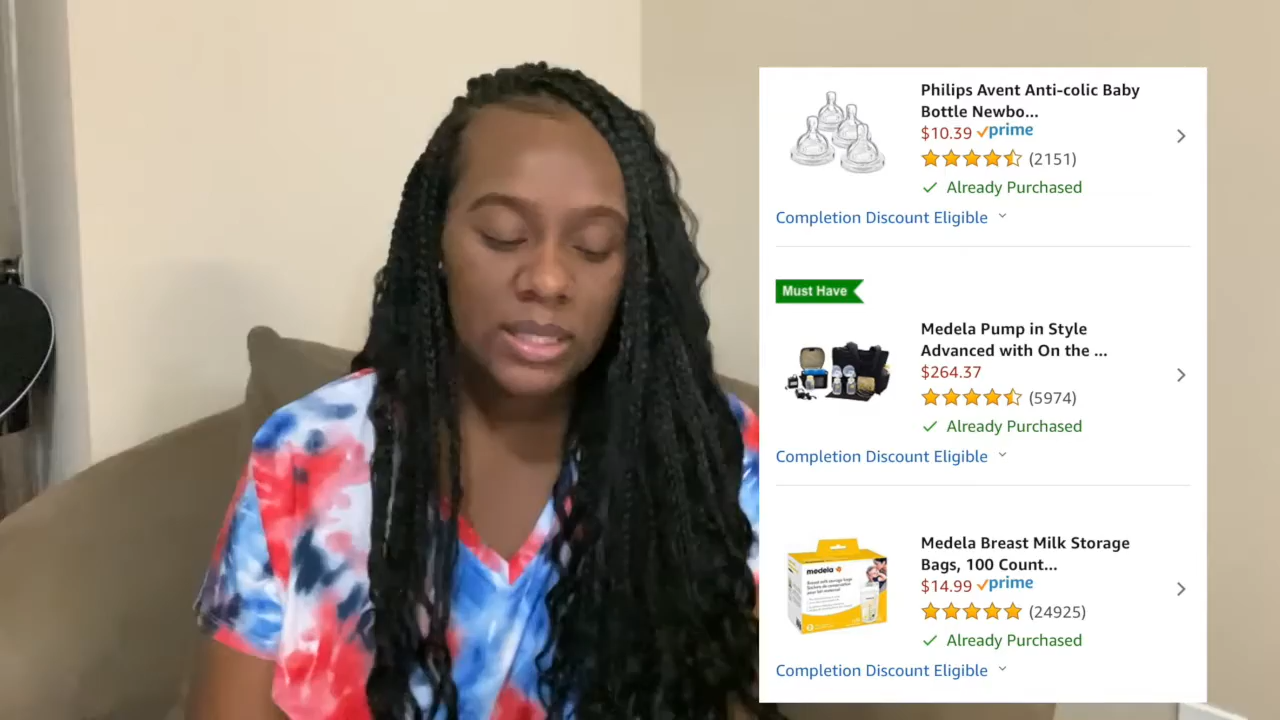 Philips Avent Anti-colic Baby
Bottle Newbo...
$10.39 prime
(2151)
Already Purchased
Completion Discount Eligible
Must Have
Medela Pump in Style
Advanced with On the ...
$264.37
(5974)
Already Purchased
Completion Discount Eligible
medela
Medela Breast Milk Storage
Bags, 100 Count...
$14.99 prime
(24925)
Already Purchased
Completion Discount Eligible